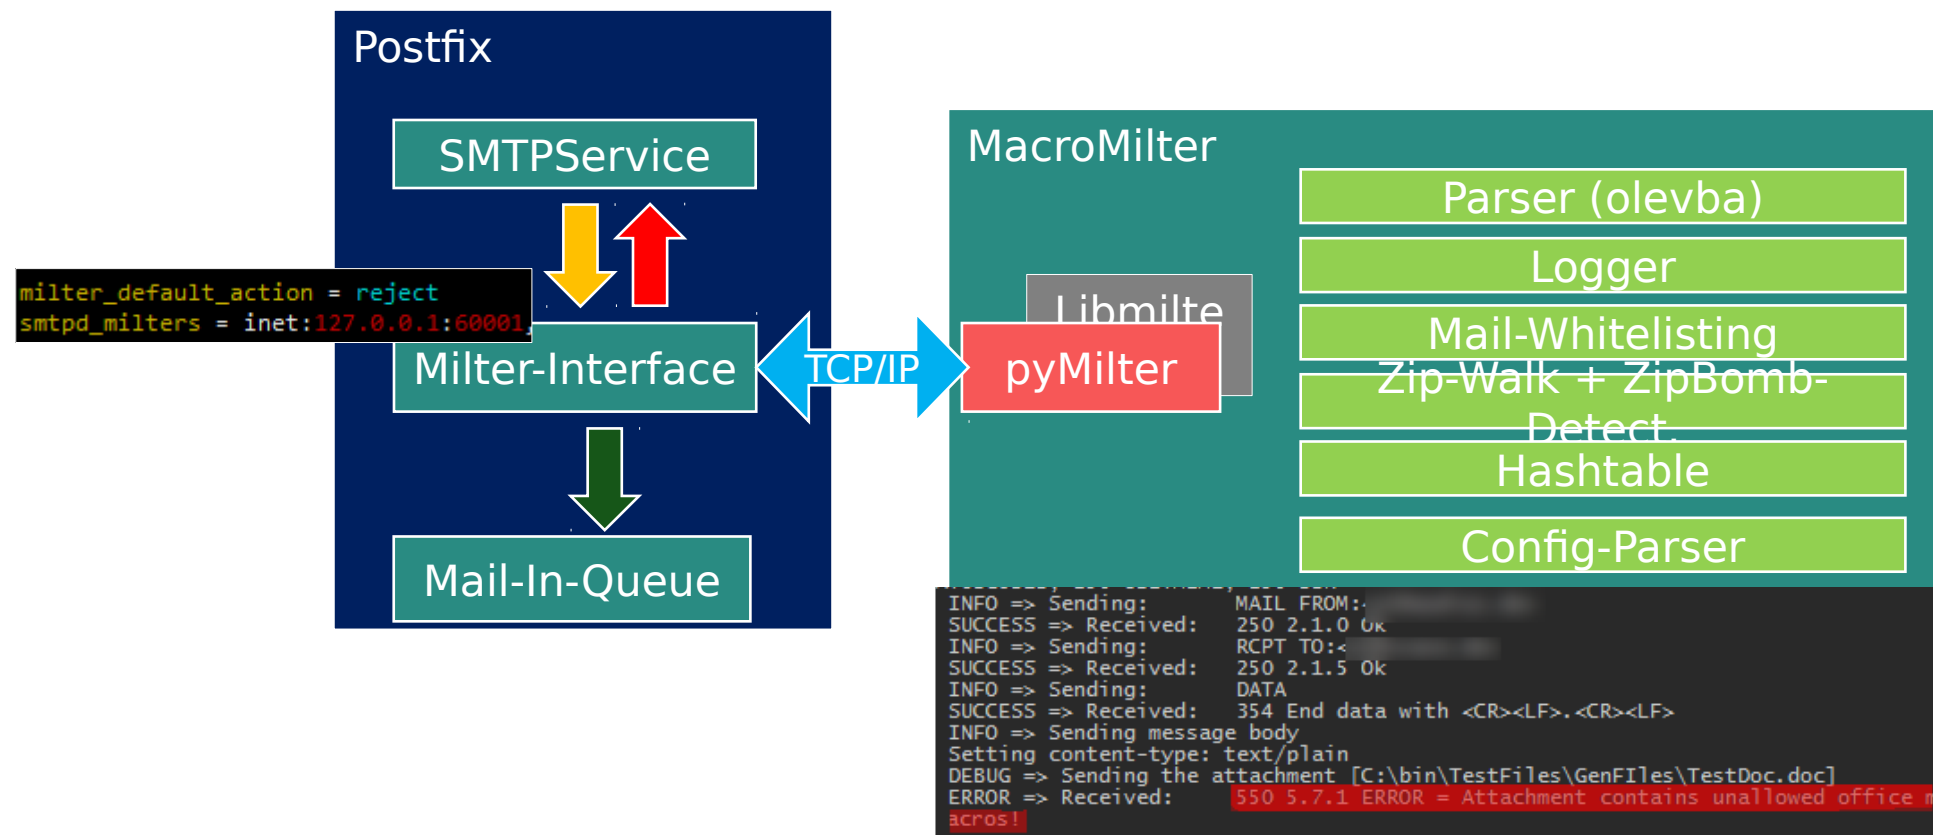 Postfix
SMTPService
milter_default_action = reject
smtpd_milters = inet:127.0.0.1:60001,
Milter-Interface
TCP/IP
Mail-In-Queue
MacroMilter
Libmilte
pyMilter
Parser (olevba)
Logger
Mail-Whitelisting
Zip-Walk + ZipBomb-
Detect.
Hashtable
Config-Parser
INFO => Sending: MAIL FROM:<
SUCCESS => Received: 250 2.1.0 Ok
INFO => Sending: RCPT TO:<
SUCCESS => Received: 250 2.1.5 Ok
INFO => Sending: DATA
SUCCESS => Received: 354 End data with <CR><LF>.<CR><LF>
INFO => Sending message body
Setting content-type: text/plain
DEBUG => Sending the attachment [C:\bin\TestFiles\GenFIles\TestDoc.doc]
ERROR => Received: 550 5.7.1 ERROR = Attachment contains unallowed office m
acros!